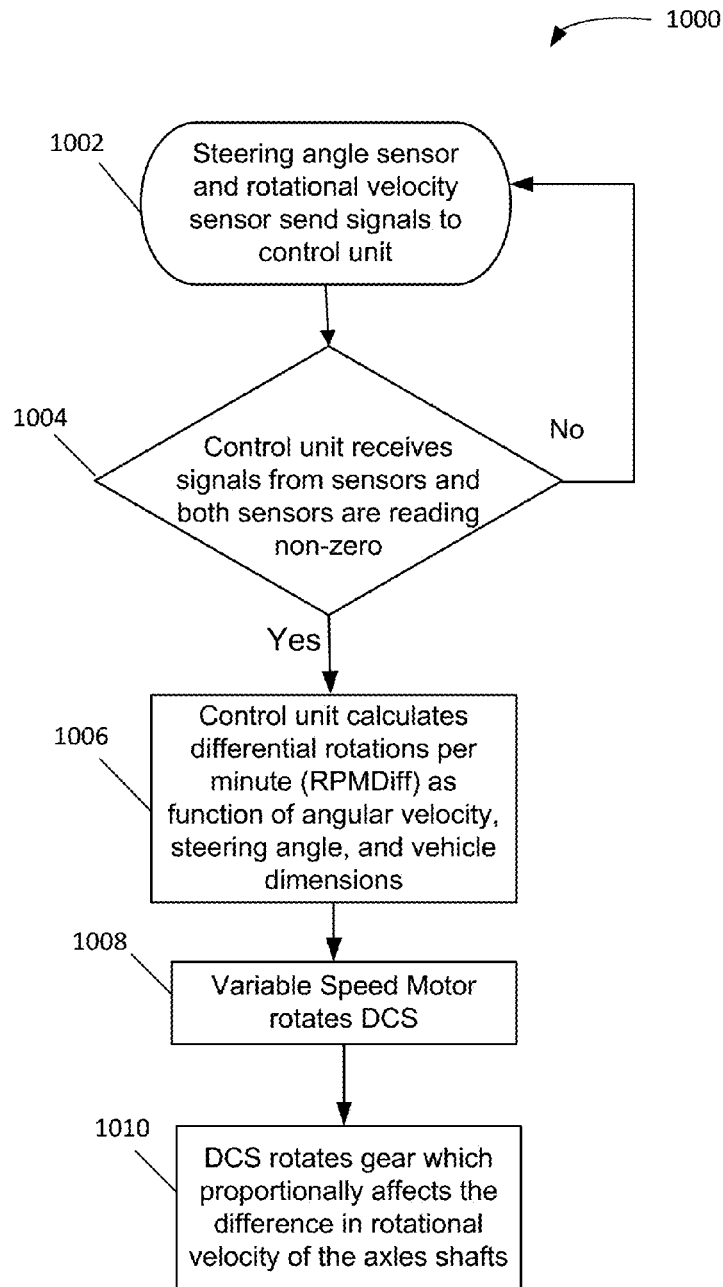 1000
1002
Steering angle sensor
and rotational velocity
sensor send signals to
control unit
1004
No
Control unit receives
signals from sensors and
both sensors are reading
non-zero
Yes
1006
Control unit calculates
differential rotations per
minute (RPMDiff) as
function of angular velocity,
steering angle, and vehicle
dimensions
1008
Variable Speed Motor
rotates DCS
1010
DCS rotates gear which
proportionally affects the
difference in rotational
velocity of the axles shafts